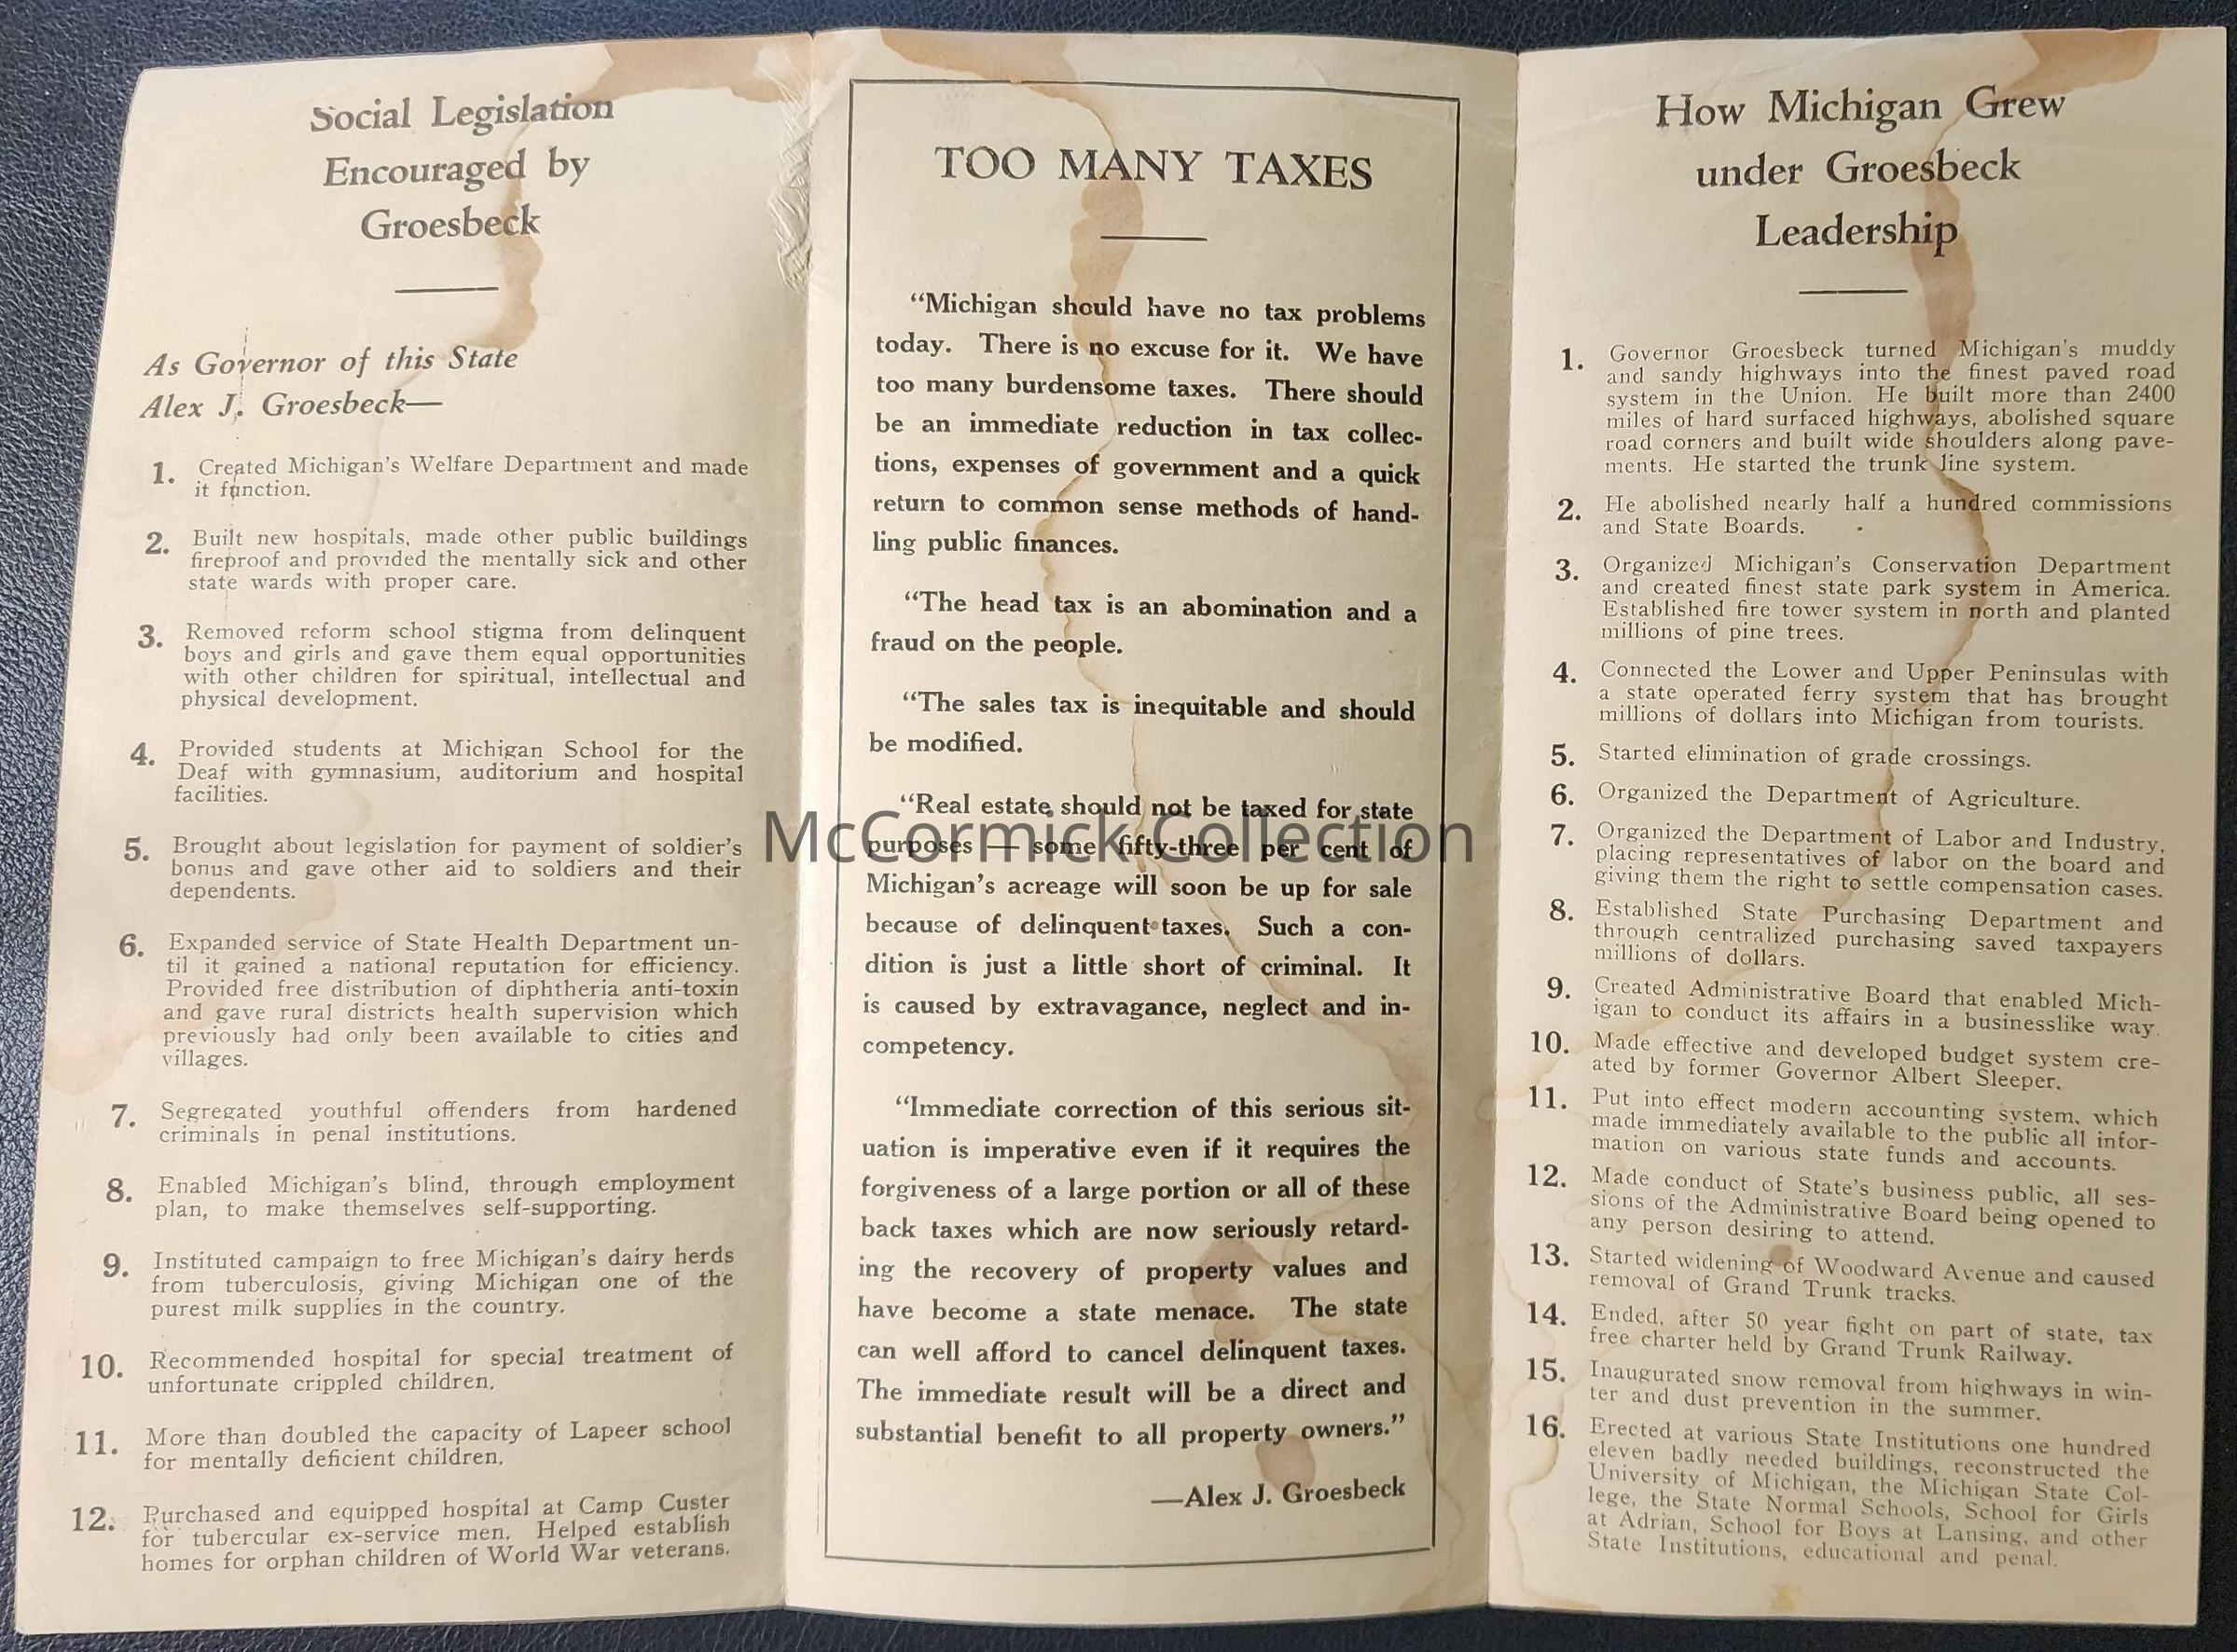 Social Legislation
Encouraged by
Groesbeck
As Governor of this State
Alex J. Groesbeck—
1. Created Michigan's Welfare Department and made
it function.
2. Built new hospitals, made other public buildings
fireproof and provided the mentally sick and other
state wards with proper care.
3. Removed reform school stigma from delinquent
boys and girls and gave them equal opportunities
with other children for spiritual, intellectual and
physical development.
4. Provided students at Michigan School for the
Deaf with gymnasium, auditorium and hospital
facilities.
5. Brought about legislation for payment of soldier's
bonus and gave other aid to soldiers and their
dependents.
6. Expanded service of State Health Department un-
til it gained a national reputation for efficiency.
Provided free distribution of diphtheria anti-toxin
and gave rural districts health supervision which
previously had only been available to cities and
villages.
7. Segregated youthful offenders from hardened
criminals in penal institutions.
8. Enabled Michigan's blind, through employment
plan, to make themselves self-supporting.
9. Instituted campaign to free Michigan's dairy herds
from tuberculosis, giving Michigan one of the
purest milk supplies in the country.
10. Recommended hospital for special treatment of
unfortunate crippled children.
11. More than doubled the capacity of Lapeer school
for mentally deficient children.
12. Purchased and equipped hospital at Camp Custer
for tubercular ex-service men. Helped establish
homes for orphan children of World War veterans.
TOO MANY TAXES
"Michigan should have no tax problems
today. There is no excuse for it. We have
too many burdensome taxes. There should
be an immediate reduction in tax collec-
tions, expenses of government and a quick
return to common sense methods of hand-
ling public finances.
"The head tax is an abomination and a
fraud on the people.
"The sales tax is inequitable and should
be modified.
"Real estate should not be taxed for state
purposes — some fifty-three per cent of
Michigan's acreage will soon be up for sale
because of delinquent taxes. Such a con-
dition is just a little short of criminal. It
is caused by extravagance, neglect and in-
competency.
"Immediate correction of this serious sit-
uation is imperative even if it requires the
forgiveness of a large portion or all of these
back taxes which are now seriously retard-
ing the recovery of property values and
have become a state menace. The state
can well afford to cancel delinquent taxes.
The immediate result will be a direct and
substantial benefit to all property owners."
—Alex J. Groesbeck
McCormick Collection
How Michigan Grew
under Groesbeck
Leadership
1. Governor Groesbeck turned Michigan's muddy
and sandy highways into the finest paved road
system in the Union. He built more than 2400
miles of hard surfaced highways, abolished square
road corners and built wide shoulders along pave-
ments. He started the trunk line system.
2. He abolished nearly half a hundred commissions
and State Boards.
3. Organized Michigan's Conservation Department
and created finest state park system in America.
Established fire tower system in north and planted
millions of pine trees.
4. Connected the Lower and Upper Peninsulas with
a state operated ferry system that has brought
millions of dollars into Michigan from tourists.
5. Started elimination of grade crossings.
6. Organized the Department of Agriculture.
7. Organized the Department of Labor and Industry,
placing representatives of labor on the board and
giving them the right to settle compensation cases.
8. Established State Purchasing Department and
through centralized purchasing saved taxpayers
millions of dollars.
9. Created Administrative Board that enabled Mich-
igan to conduct its affairs in a businesslike way.
10. Made effective and developed budget system cre-
ated by former Governor Albert Sleeper.
11. Put into effect modern accounting system, which
made immediately available to the public all infor-
mation on various state funds and accounts.
12. Made conduct of State's business public, all ses-
sions of the Administrative Board being opened to
any person desiring to attend.
13. Started widening of Woodward Avenue and caused
removal of Grand Trunk tracks.
14. Ended, after 50 year fight on part of state, tax
free charter held by Grand Trunk Railway.
15. Inaugurated snow removal from highways in win-
ter and dust prevention in the summer.
16. Erected at various State Institutions one hundred
eleven badly needed buildings, reconstructed the
University of Michigan, the Michigan State Col-
lege, the State Normal Schools, School for Girls
at Adrian, School for Boys at Lansing, and other
State Institutions, educational and penal.